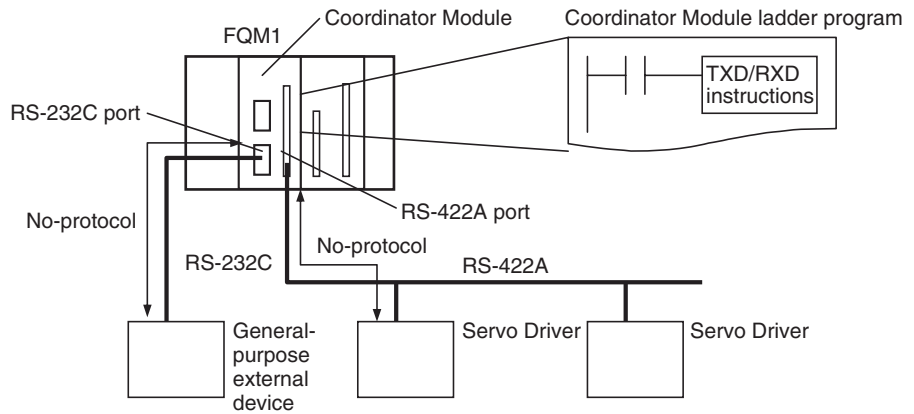 Coordinator Module
Coordinator Module ladder program
FQM1
TXD/RXD
instructions
RS-232C port
RS-422A port
No-protocol
No-protocol
RS-232C
RS-422A
General-
purpose
external
device
Servo Driver
Servo Driver